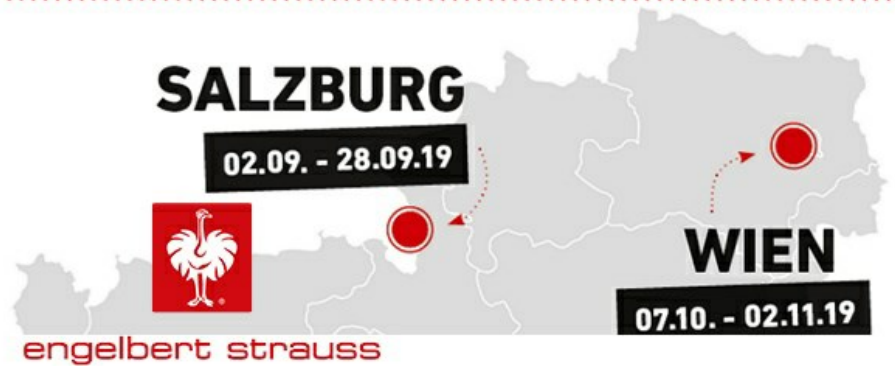 SALZBURG
02.09. - 28.09.19
WIEN
07.10. - 02.11.19
engelbert strauss